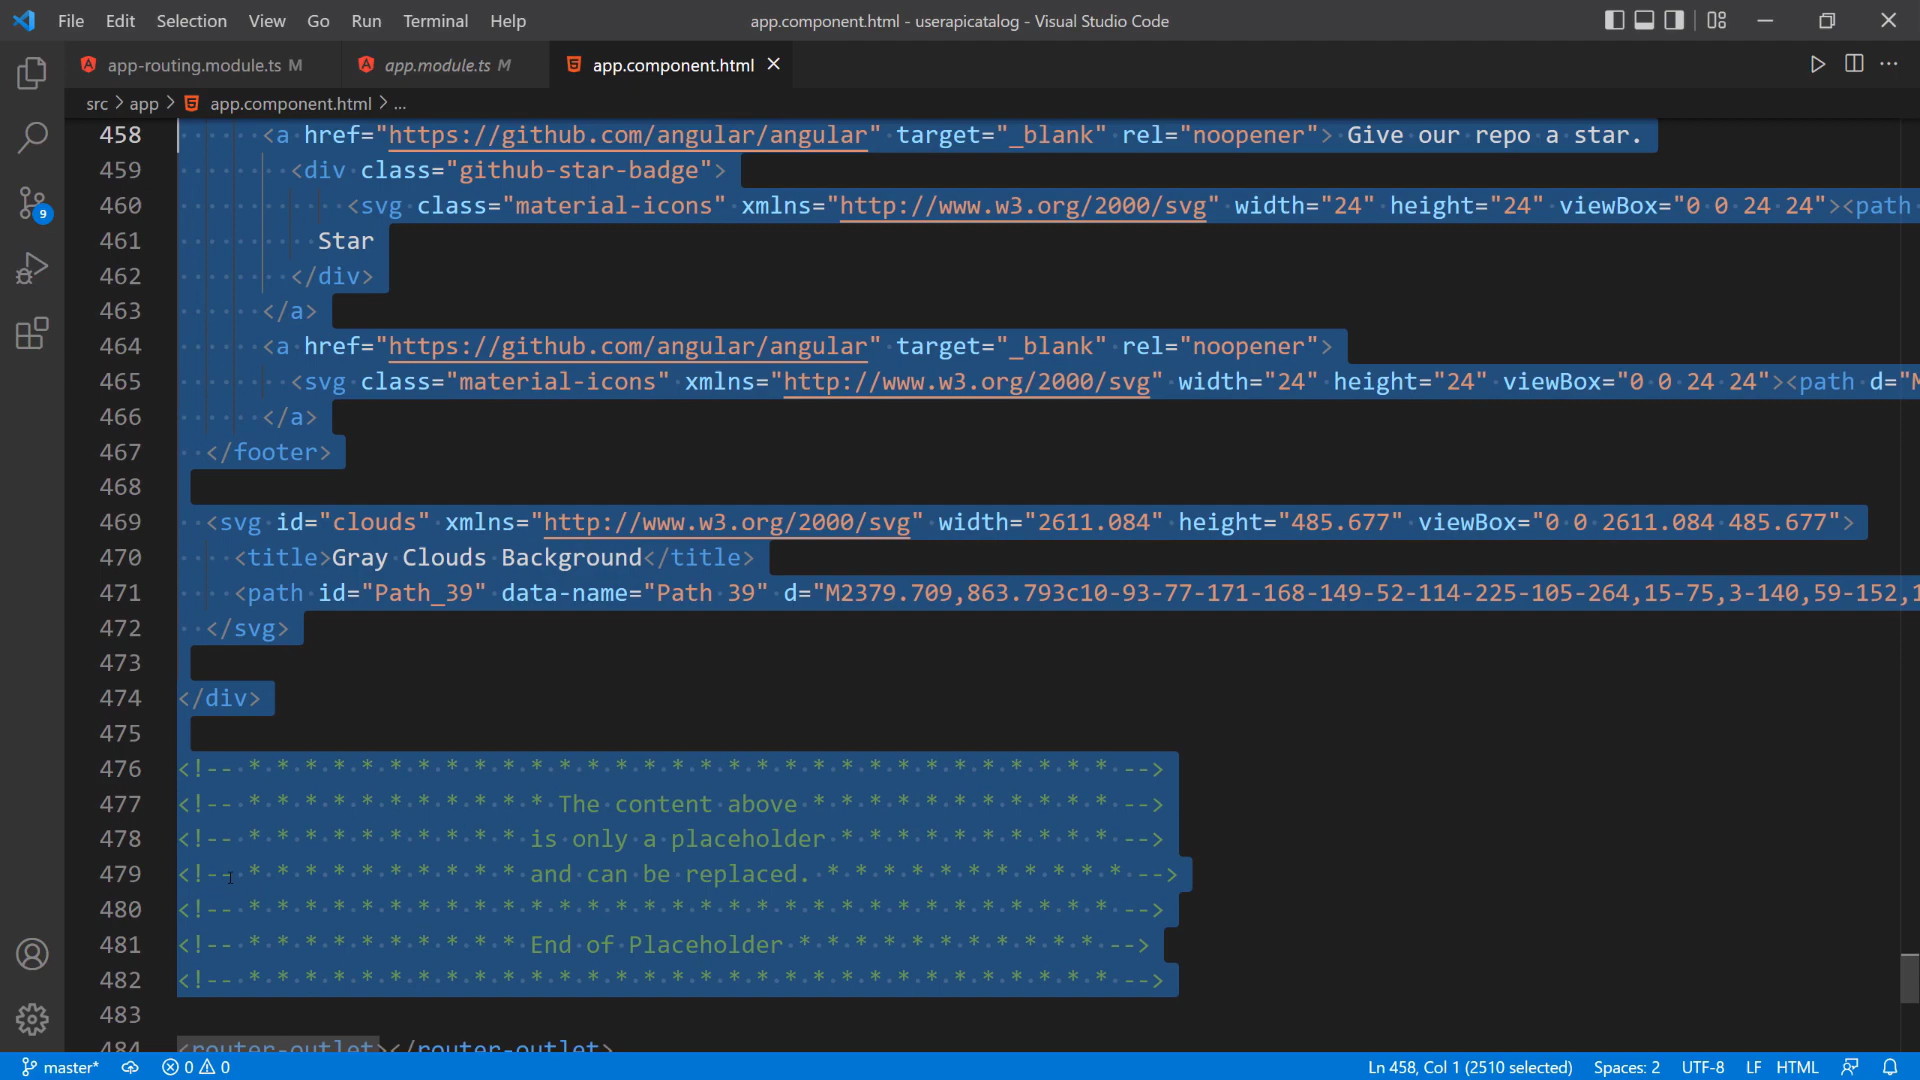 File Edit Selection View Go Run Terminal Help app.component.html - userapicatalog - Visual Studio Code
app-routing.module.ts M app.module.ts M app.component.html
src > app > app.component.html > ...
458 <a href="https://github.com/angular/angular" target="_blank" rel="noopener"> Give our repo a star.
459 <div class="github-star-badge">
460 <svg class="material-icons" xmlns="http://www.w3.org/2000/svg" width="24" height="24" viewBox="0 0 24 24"><path
461 Star
462 </div>
463 </a>
464 <a href="https://github.com/angular/angular" target="_blank" rel="noopener">
465 <svg class="material-icons" xmlns="http://www.w3.org/2000/svg" width="24" height="24" viewBox="0 0 24 24"><path d="M
466 </a>
467 </footer>
468
469 <svg id="clouds" xmlns="http://www.w3.org/2000/svg" width="2611.084" height="485.677" viewBox="0 0 2611.084 485.677">
470 <title>Gray Clouds Background</title>
471 <path id="Path_39" data-name="Path 39" d="M2379.709,863.793c10-93-77-171-168-149-52-114-225-105-264,15-75,3-140,59-152,1
472 </svg>
473
474 </div>
475
476 <!-- * * * * * * * * * * * * * * * * * * * * * * * * * * * * * * * -->
477 <!-- * * * * * * * * * * * The content above * * * * * * * * * * * -->
478 <!-- * * * * * * * * * * is only a placeholder * * * * * * * * * * -->
479 <!-- * * * * * * * * * * and can be replaced. * * * * * * * * * * * -->
480 <!-- * * * * * * * * * * * * * * * * * * * * * * * * * * * * * * * -->
481 <!-- * * * * * * * * * * End of Placeholder * * * * * * * * * * * -->
482 <!-- * * * * * * * * * * * * * * * * * * * * * * * * * * * * * * * -->
483
484 <router-outlet></router-outlet>
9
master* 0 0 Ln 458, Col 1 (2510 selected) Spaces: 2 UTF-8 LF HTML